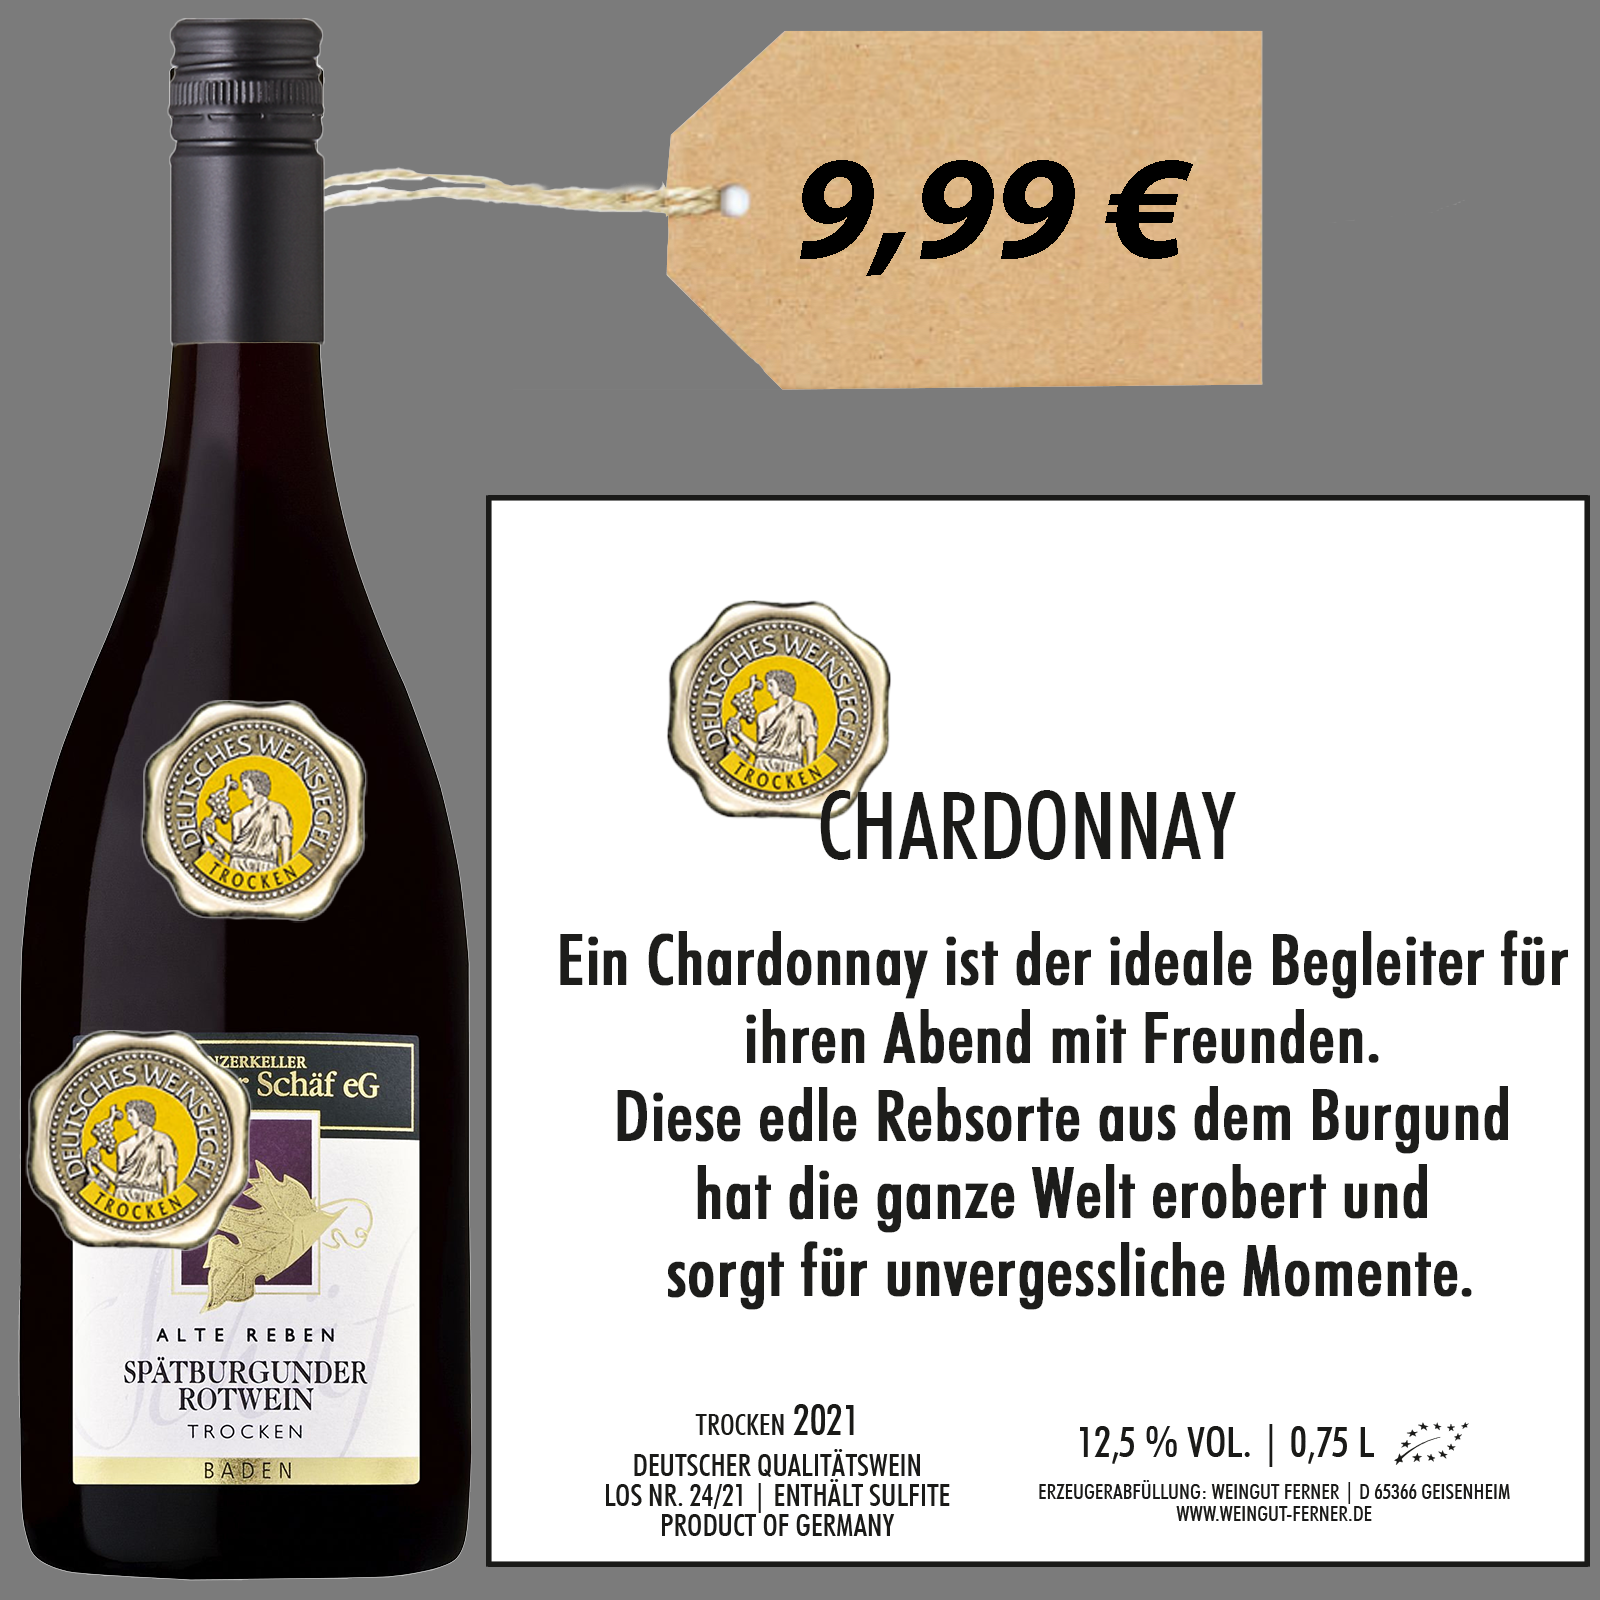 9,99 €
DEUTSCHES WEINSIEGEL
TROCKEN
DEUTSCHES WEINSIEGEL
TROCKEN
Schäf eG
ALTE REBEN
SPÄTBURGUNDER
ROTWEIN
TROCKEN
BADEN
DEUTSCHES WEINSIEGEL
TROCKEN
CHARDONNAY
Ein Chardonnay ist der ideale Begleiter für
ihren Abend mit Freunden.
Diese edle Rebsorte aus dem Burgund
hat die ganze Welt erobert und
sorgt für unvergessliche Momente.
TROCKEN 2021
DEUTSCHER QUALITÄTSWEIN
LOS NR. 24/21 | ENTHÄLT SULFITE
PRODUCT OF GERMANY
12,5 % VOL. | 0,75 L
ERZEUGERABFÜLLUNG: WEINGUT FERNER | D 65366 GEISENHEIM
WWW.WEINGUT-FERNER.DE